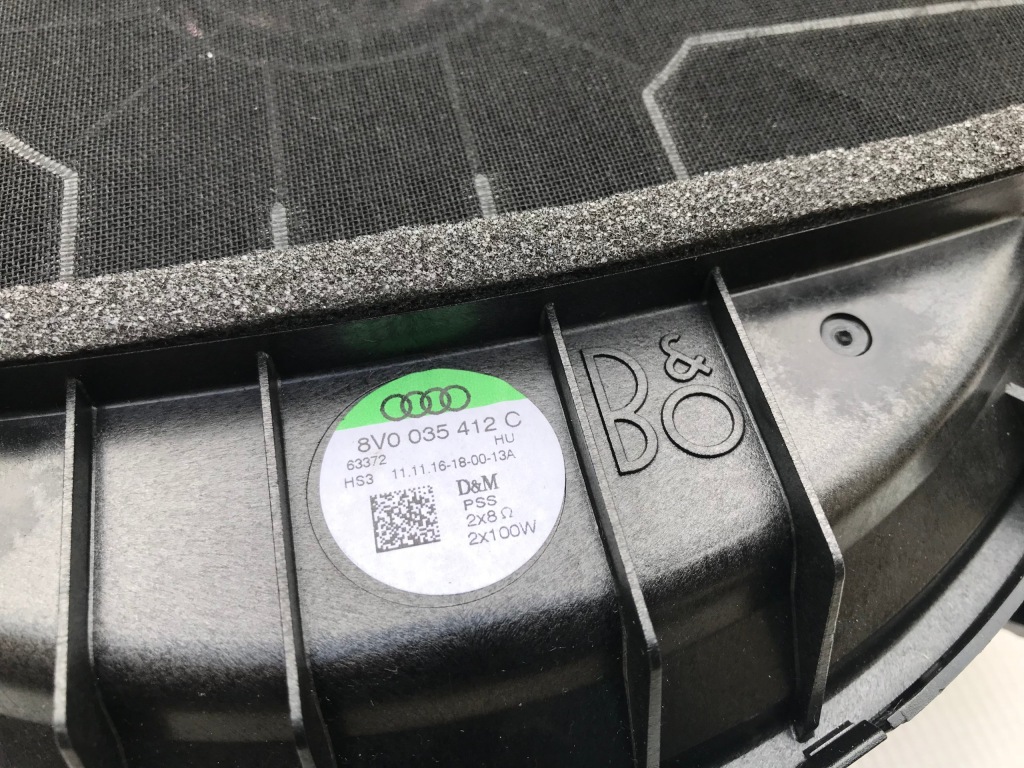 8V0 035 412 C
HU
63372
HS3 11.11.16-18-00-13A
D&M
PSS
2x8 Ω
2x100W
B&O